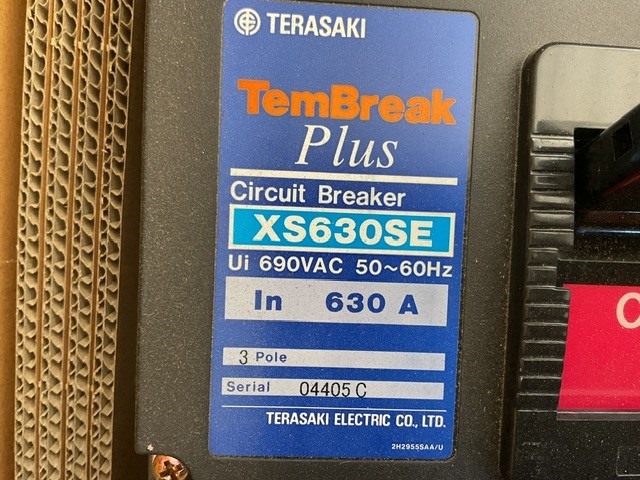 TERASAKI
TemBreak
Plus
Circuit Breaker
XS630SE
Ui 690VAC 50~60Hz
In 630 A
3 Pole
Serial 04405 C
TERASAKI ELECTRIC CO., LTD.
2H2955SAA/U